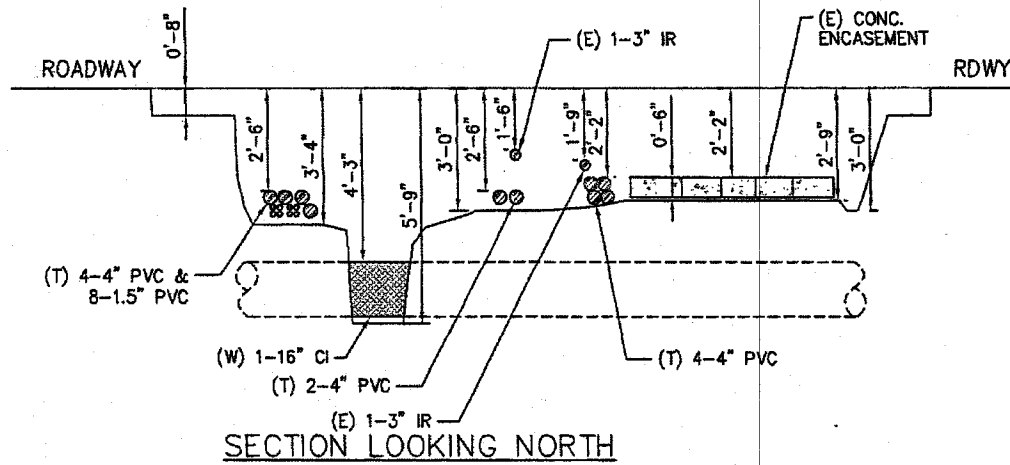 0'-8"
(E) 1-3" IR
(E) CONC.
ENCASEMENT
ROADWAY
RDWY
2'-6"
3'-4"
4'-3"
5'-9"
3'-0"
2'-6"
1'-6"
1'-9"
2'-2"
0'-6"
2'-2"
2'-9"
3'-0"
(T) 4-4" PVC &
8-1.5" PVC
(W) 1-16" CI
(T) 2-4" PVC
(T) 4-4" PVC
(E) 1-3" IR
SECTION LOOKING NORTH